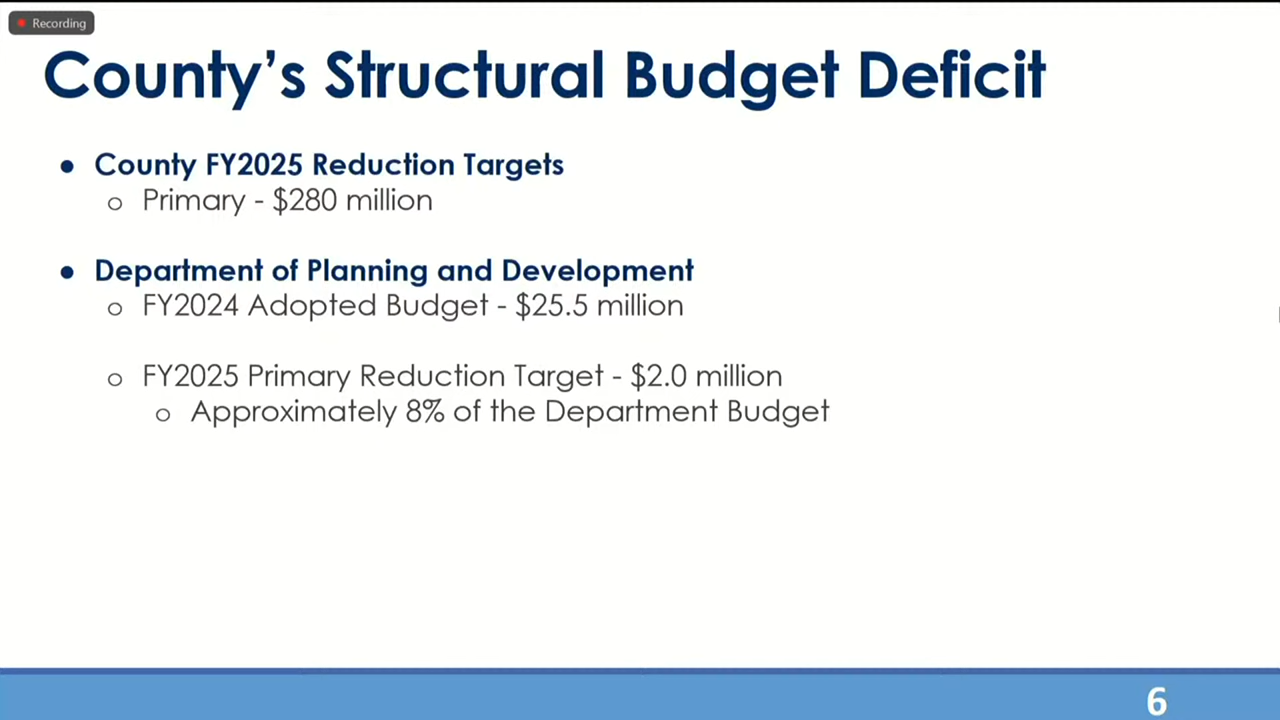 Recording
County's Structural Budget Deficit
● County FY2025 Reduction Targets
o Primary - $280 million
● Department of Planning and Development
o FY2024 Adopted Budget - $25.5 million
o FY2025 Primary Reduction Target - $2.0 million
o Approximately 8% of the Department Budget
6